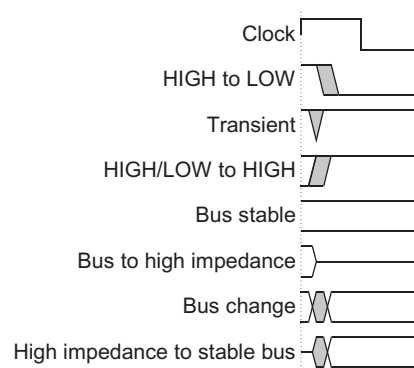 Clock
HIGH to LOW
Transient
HIGH/LOW to HIGH
Bus stable
Bus to high impedance
Bus change
High impedance to stable bus